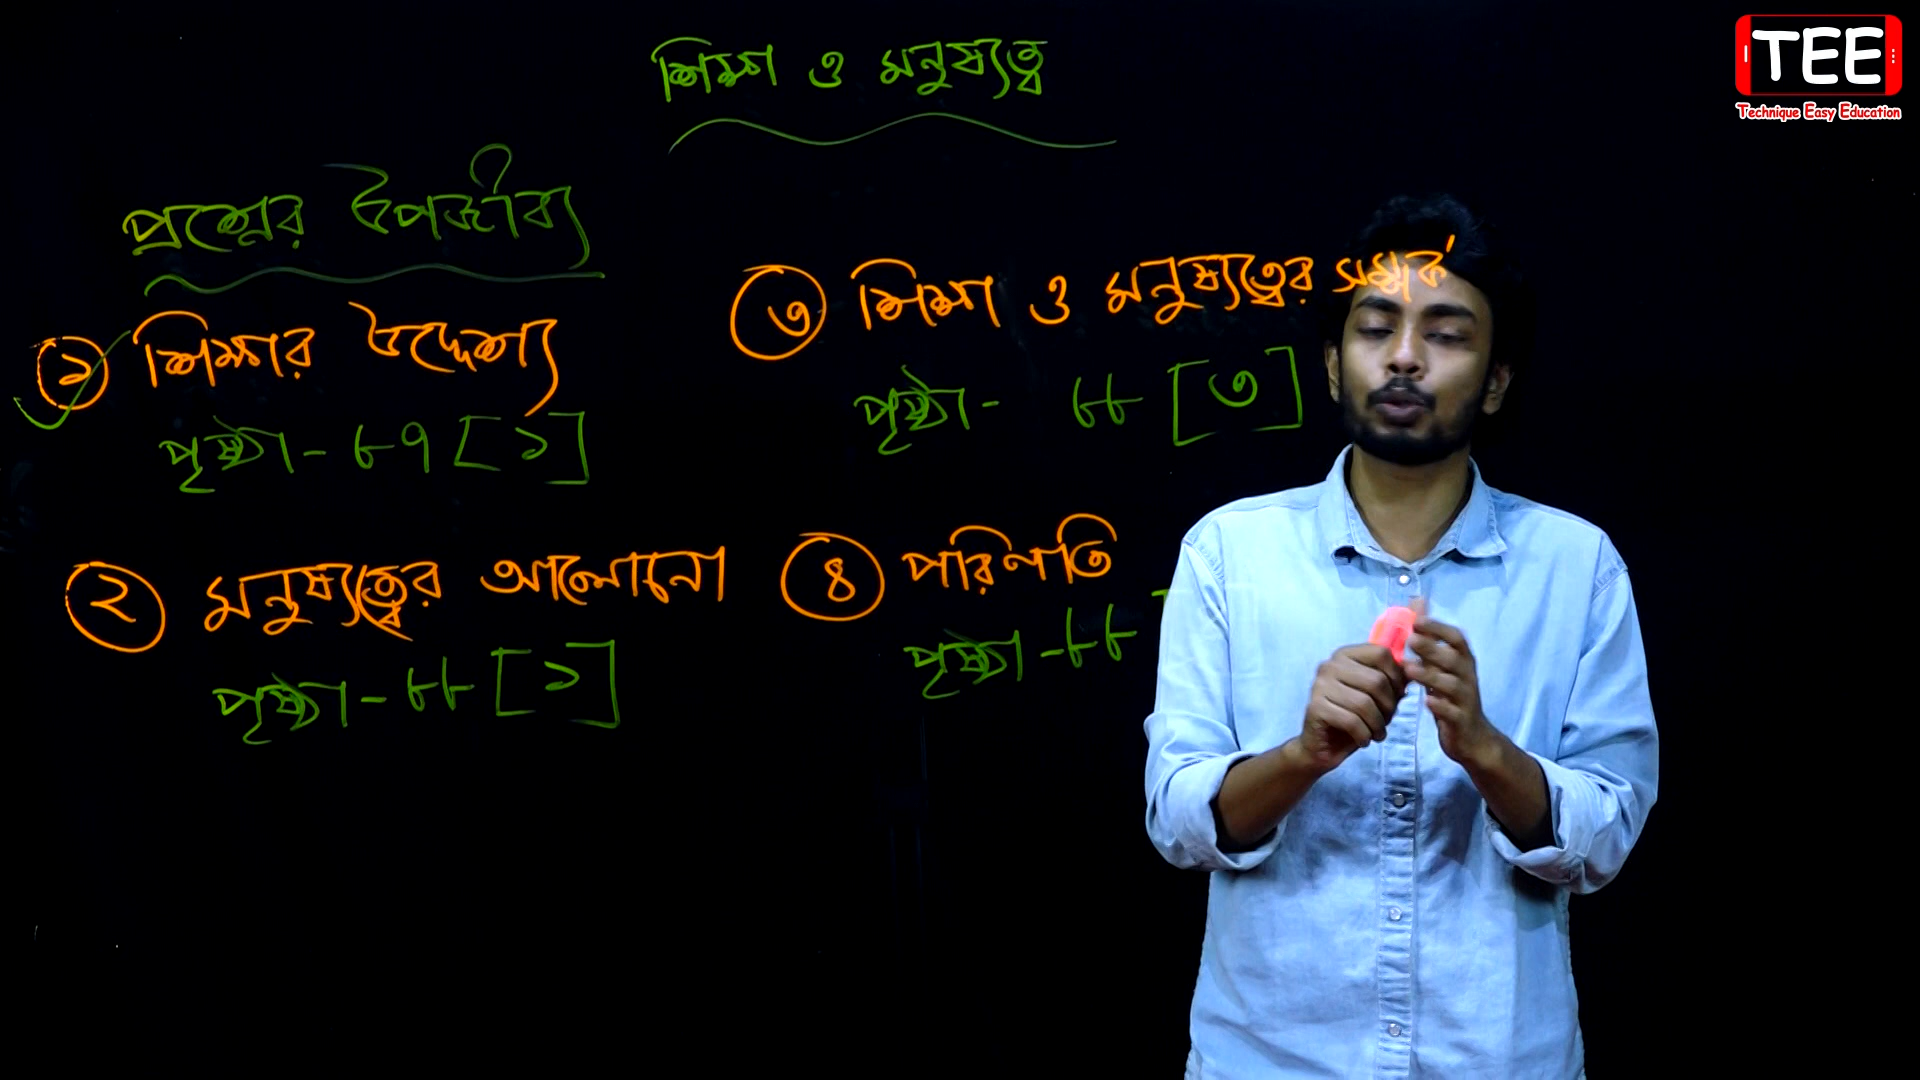 TEE
Technique Easy Education
শিক্ষা ও মনুষ্যত্ব
প্রশ্নের উপজীব্য
১ শিক্ষার উদ্দেশ্য
পৃষ্ঠা - ৮৭ [ ১ ]
২ মনুষ্যত্বের আলোচনা
পৃষ্ঠা - ৮৮ [ ১ ]
৩ শিক্ষা ও মনুষ্যত্বের সম্পর্ক
পৃষ্ঠা - ৮৮ [ ৩ ]
৪ পরিণতি
পৃষ্ঠা - ৮৮